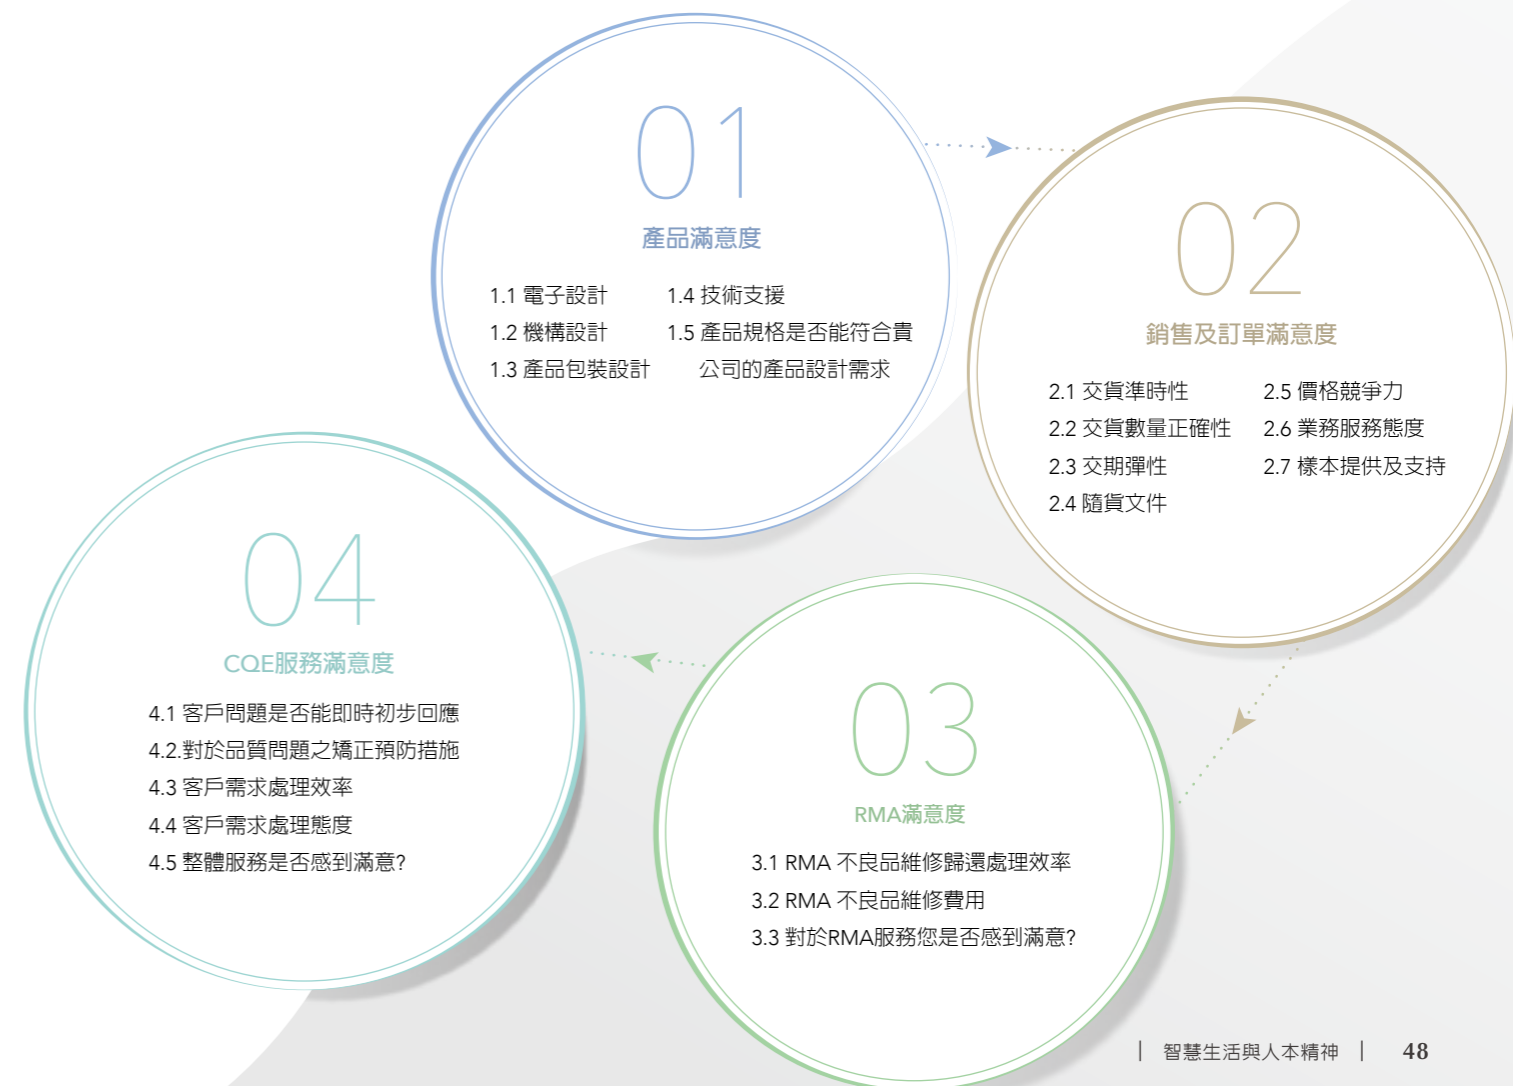 01
產品滿意度
1.1 電子設計
1.2 機構設計
1.3 產品包裝設計
1.4 技術支援
1.5 產品規格是否能符合貴
公司的產品設計需求
02
銷售及訂單滿意度
2.1 交貨準時性
2.2 交貨數量正確性
2.3 交期彈性
2.4 隨貨文件
2.5 價格競爭力
2.6 業務服務態度
2.7 樣本提供及支持
03
RMA滿意度
3.1 RMA 不良品維修歸還處理效率
3.2 RMA 不良品維修費用
3.3 對於RMA服務您是否感到滿意?
04
CQE服務滿意度
4.1 客戶問題是否能即時初步回應
4.2.對於品質問題之矯正預防措施
4.3 客戶需求處理效率
4.4 客戶需求處理態度
4.5 整體服務是否感到滿意?
| 智慧生活與人本精神 | 48